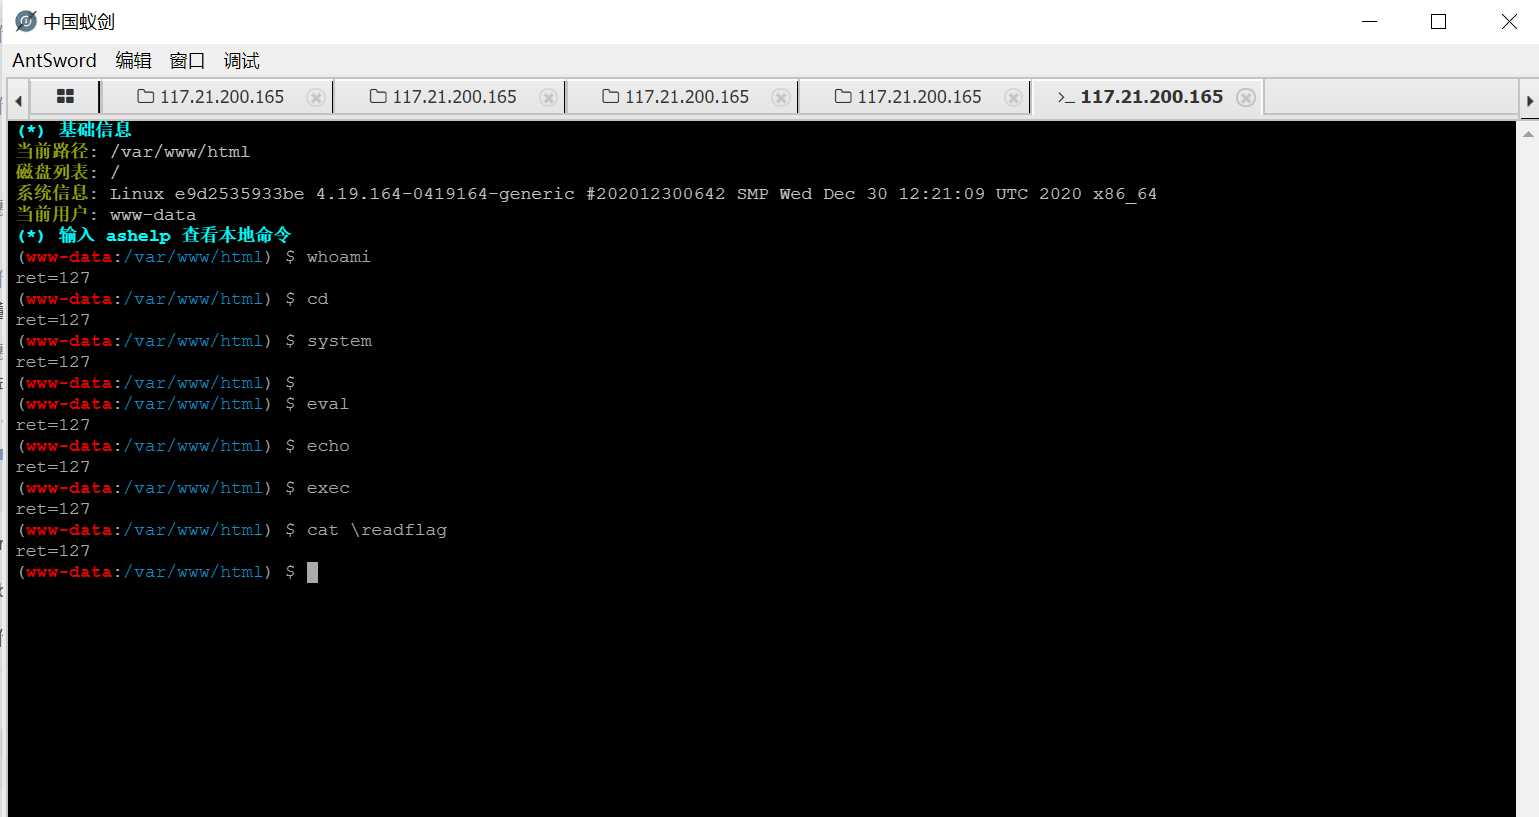 中国蚁剑
AntSword 编辑 窗口 调试
117.21.200.165 117.21.200.165 117.21.200.165 117.21.200.165 >_ 117.21.200.165
(*) 基础信息
当前路径: /var/www/html
磁盘列表: /
系统信息: Linux e9d2535933be 4.19.164-0419164-generic #202012300642 SMP Wed Dec 30 12:21:09 UTC 2020 x86_64
当前用户: www-data
(*) 输入 ashelp 查看本地命令
(www-data:/var/www/html) $ whoami
ret=127
(www-data:/var/www/html) $ cd
ret=127
(www-data:/var/www/html) $ system
ret=127
(www-data:/var/www/html) $
(www-data:/var/www/html) $ eval
ret=127
(www-data:/var/www/html) $ echo
ret=127
(www-data:/var/www/html) $ exec
ret=127
(www-data:/var/www/html) $ cat \readflag
ret=127
(www-data:/var/www/html) $